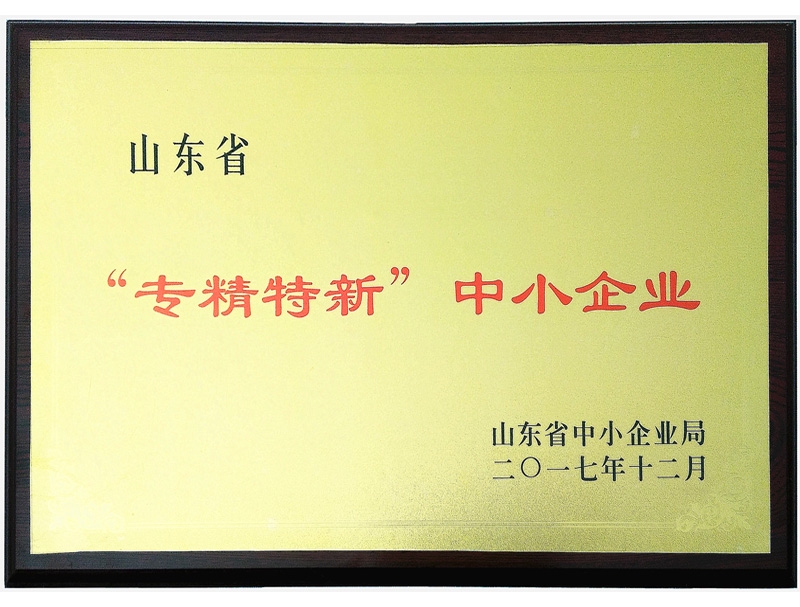 山东省
“专精特新”中小企业
山东省中小企业局
二〇一七年十二月